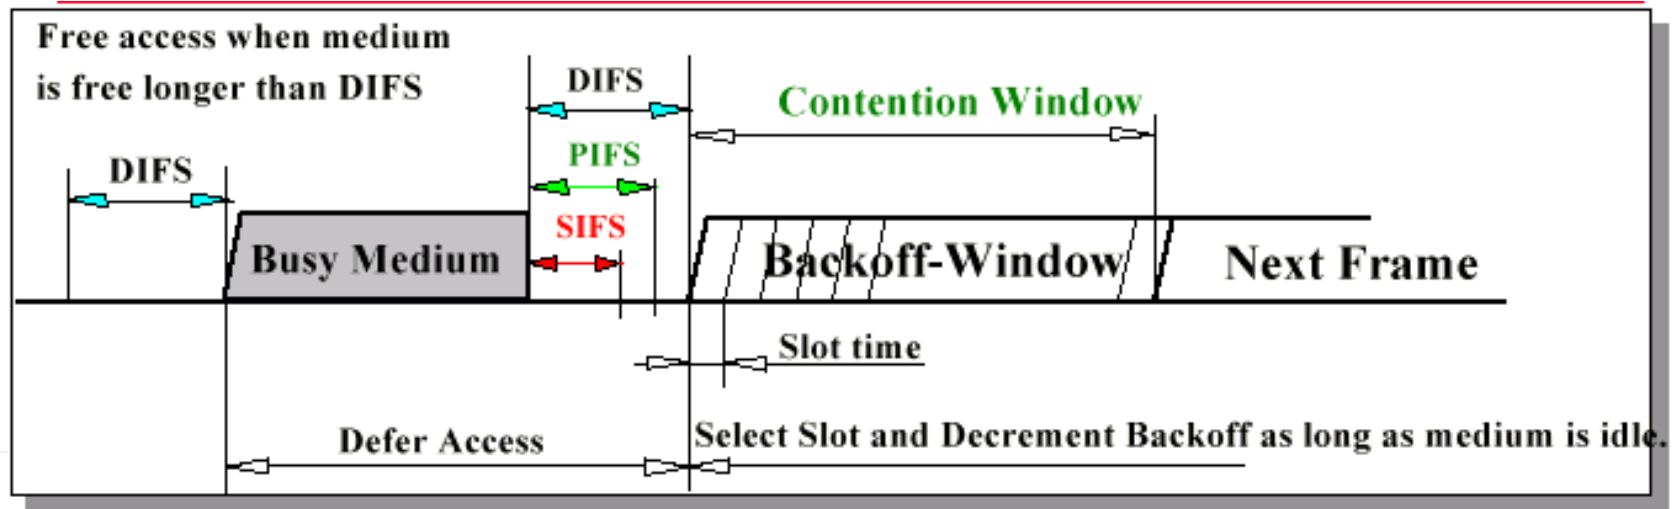 Free access when medium
is free longer than DIFS
DIFS
Contention Window
PIFS
DIFS
SIFS
Busy Medium
Backoff-Window
Next Frame
Slot time
Defer Access
Select Slot and Decrement Backoff as long as medium is idle.